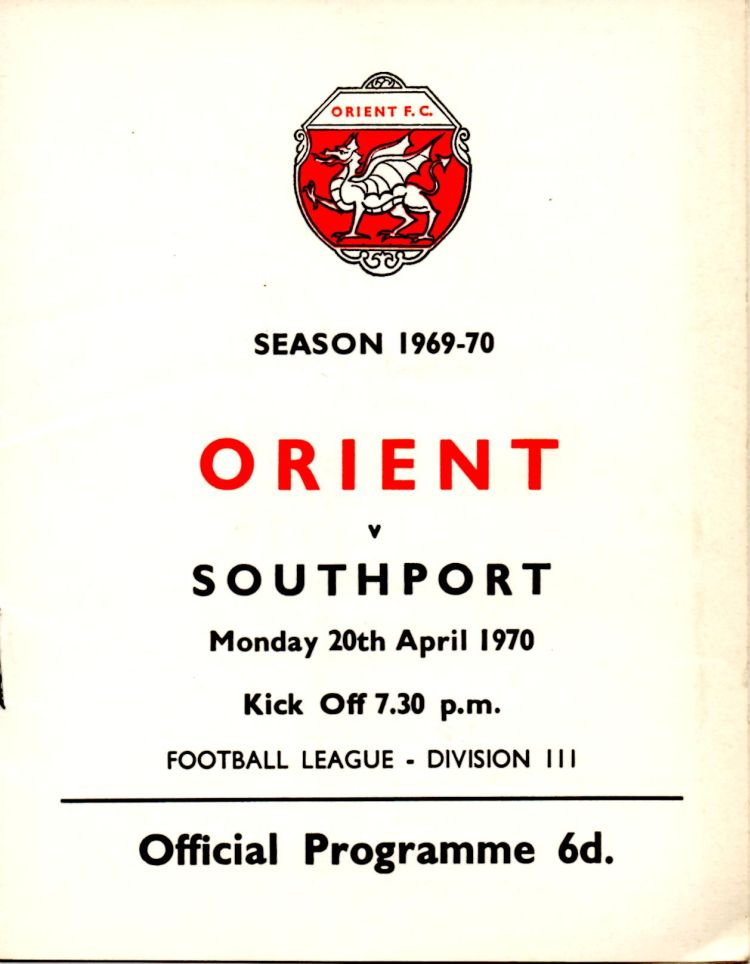 ORIENT F.C.
SEASON 1969-70
ORIENT
v
SOUTHPORT
Monday 20th April 1970
Kick Off 7.30 p.m.
FOOTBALL LEAGUE - DIVISION III
Official Programme 6d.